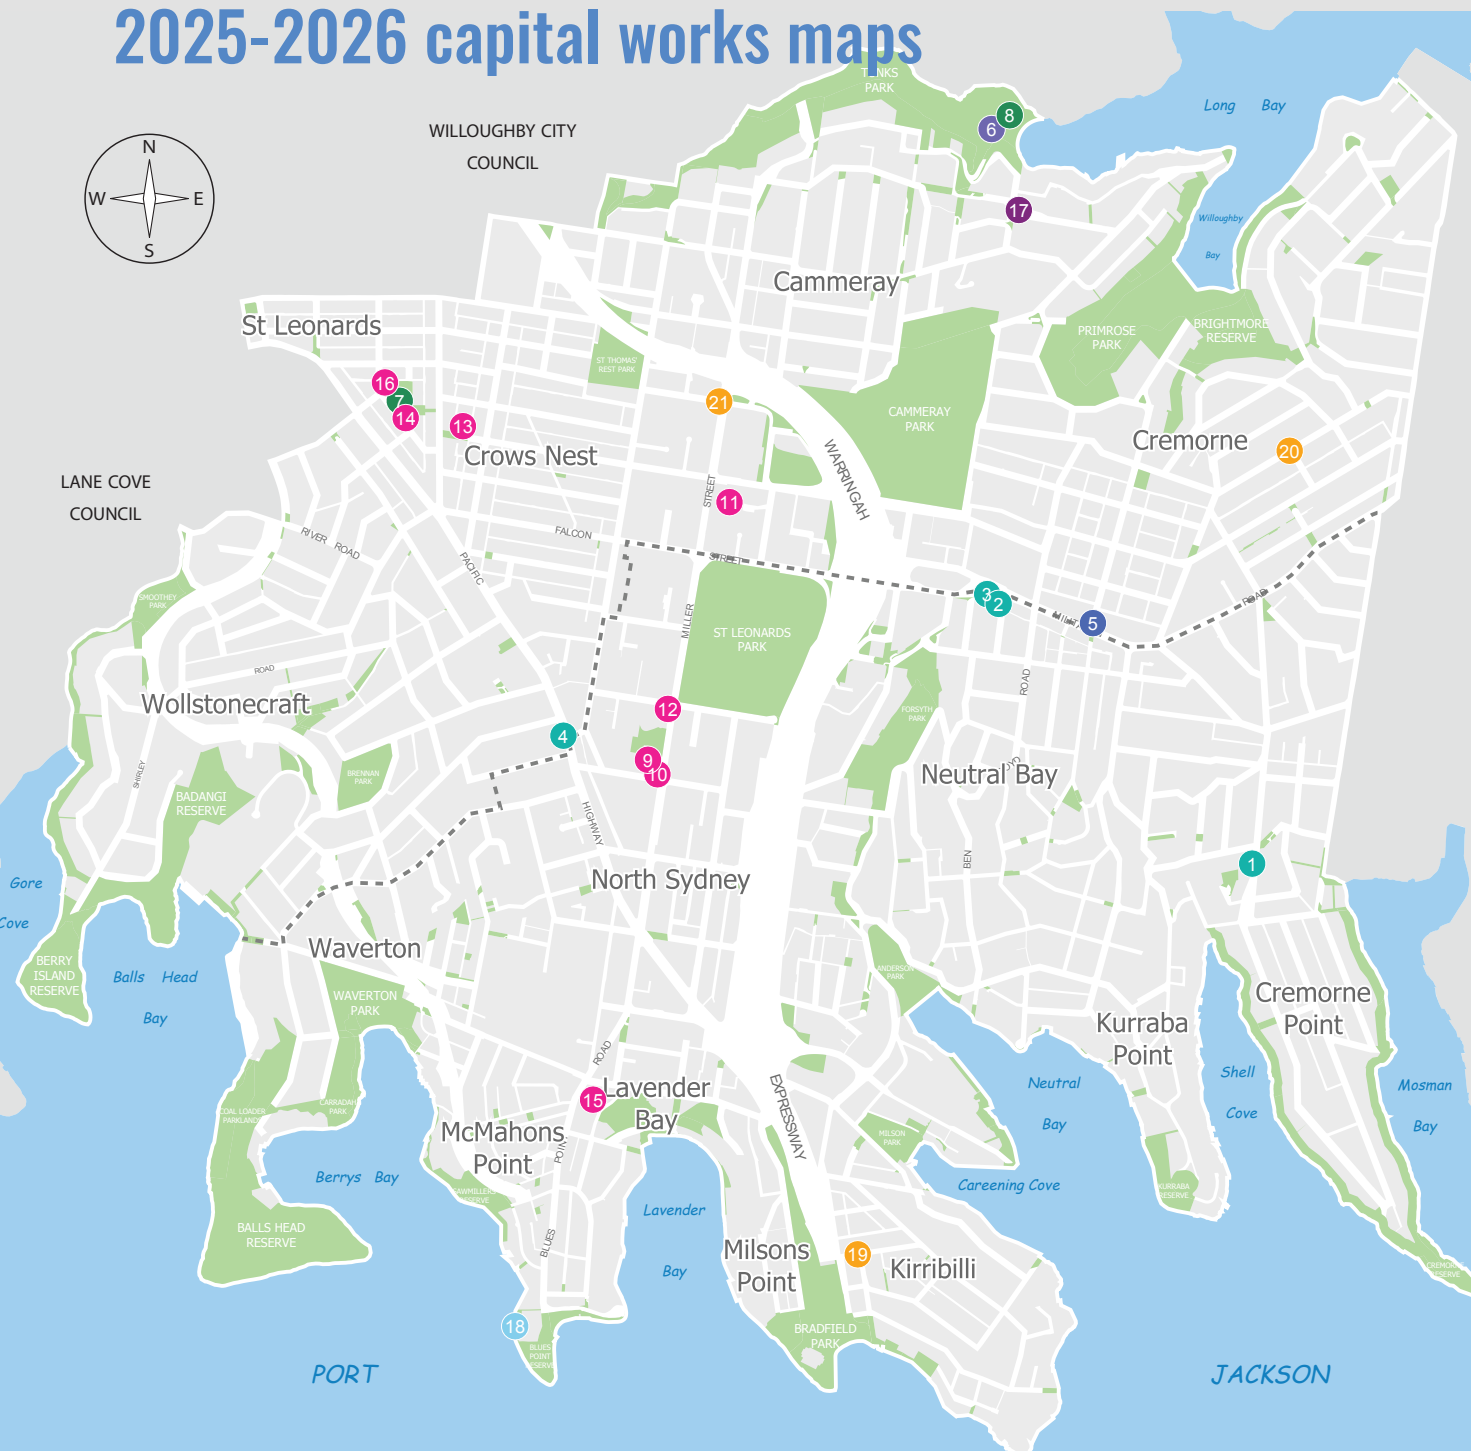 2025-2026 capital works maps
TUNKS
PARK
Long Bay
WILLOUGHBY CITY
COUNCIL
N
W
E
S
8
6
17
Willoughby
Bay
Cammeray
St Leonards
PRIMROSE
PARK
BRIGHTMORE
RESERVE
ST THOMAS'
REST PARK
16
7
14
13
21
CAMMERAY
PARK
Crows Nest
Cremorne
20
WARRINGAH
LANE COVE
COUNCIL
STREET
11
RIVER ROAD
FALCON
STREET
PACIFIC
SMOOTHEY
PARK
3
2
5
ROAD
MILLER
ST LEONARDS
PARK
ROAD
ROAD
Wollstonecraft
12
FORSYTH
PARK
4
9
10
SHIRLEY
BRENNAN
PARK
Neutral Bay
BADANGI
RESERVE
HIGHWAY
BEN
1
Gore
Cove
North Sydney
Waverton
BERRY
ISLAND
RESERVE
Balls Head
Bay
ANDERSON
PARK
WAVERTON
PARK
Cremorne
Point
Kurraba
Point
ROAD
EXPRESSWAY
Shell
Cove
Neutral
Bay
Mosman
Bay
COAL LOADER
PARKLANDS
CARRADAH
PARK
15
Lavender
Bay
McMahons
Point
POINT
MILSON
PARK
Berrys Bay
SAWMILLERS
RESERVE
Careening Cove
KURRABA
RESERVE
Lavender
Bay
BALLS HEAD
RESERVE
BLUES
Milsons
Point
19
Kirribilli
CREMORNE
RESERVE
18
BLUES
POINT
RESERVE
BRADFIELD
PARK
PORT
JACKSON